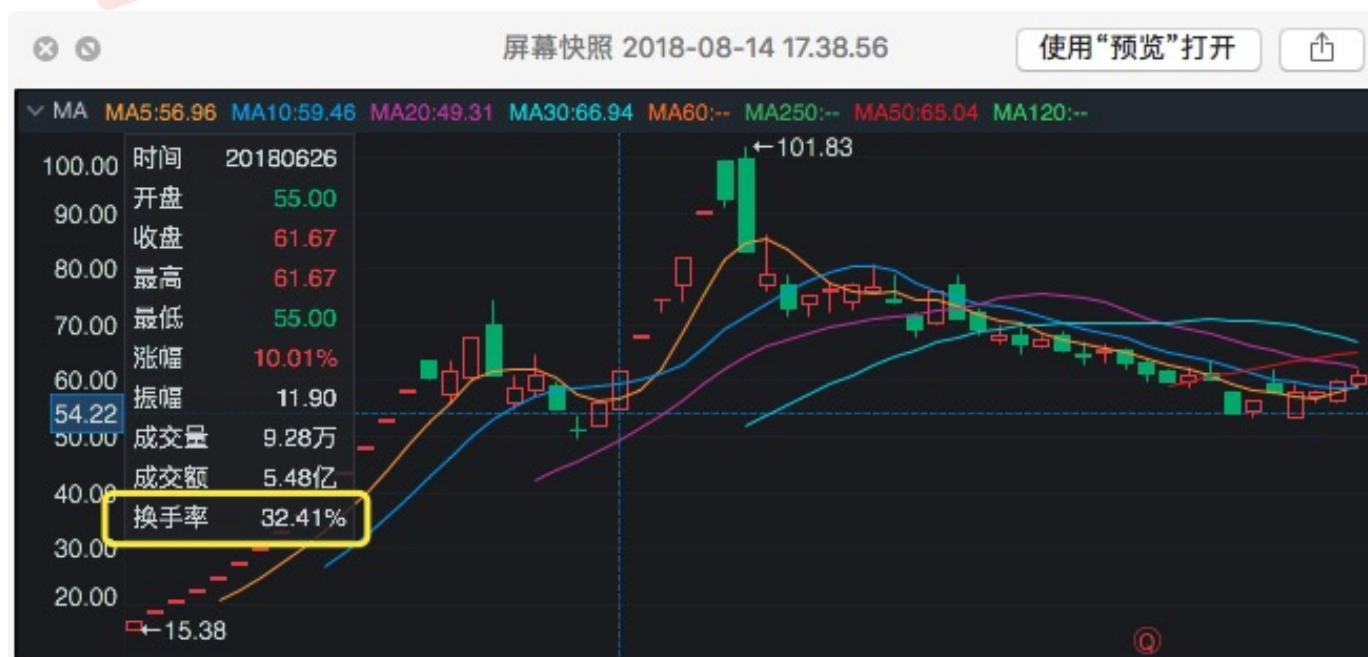 屏幕快照 2018-08-14 17.38.56
使用“预览”打开
MA MA5:56.96 MA10:59.46 MA20:49.31 MA30:66.94 MA60:-- MA250:-- MA50:65.04 MA120:--
100.00
90.00
80.00
70.00
60.00
54.22
50.00
40.00
30.00
20.00
时间 20180626
开盘 55.00
收盘 61.67
最高 61.67
最低 55.00
涨幅 10.01%
振幅 11.90
成交量 9.28万
成交额 5.48亿
换手率 32.41%
←101.83
←15.38
Q